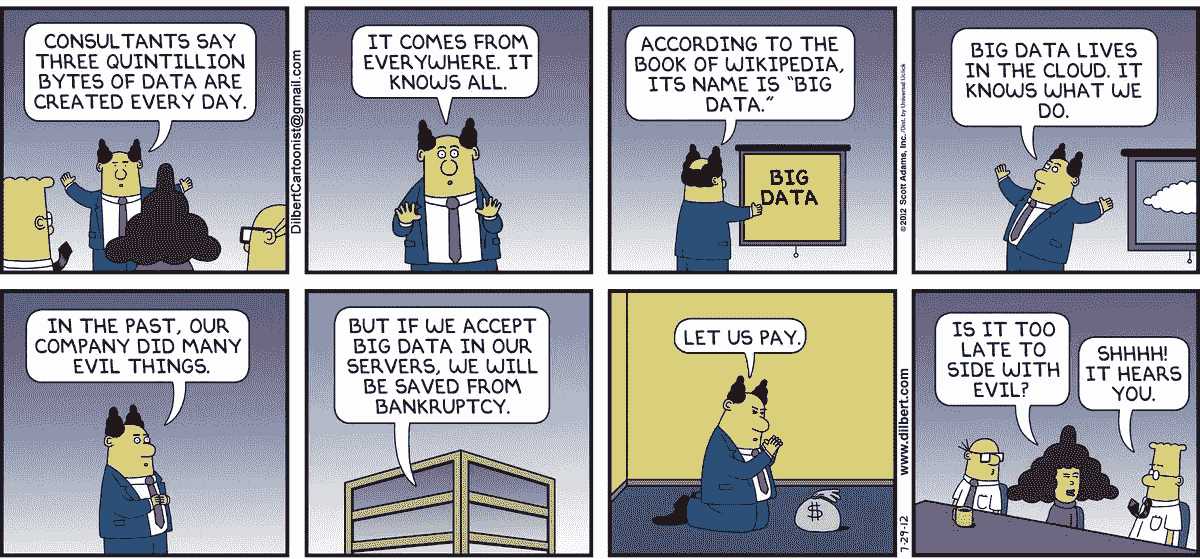 CONSULTANTS SAY
THREE QUINTILLION
BYTES OF DATA ARE
CREATED EVERY DAY.
DilbertCartoonist@gmail.com
IT COMES FROM
EVERYWHERE. IT
KNOWS ALL.
ACCORDING TO THE
BOOK OF WIKIPEDIA,
ITS NAME IS “BIG
DATA.”
BIG
DATA
©2012 Scott Adams, Inc. /Dist. by Universal Uclick
BIG DATA LIVES
IN THE CLOUD. IT
KNOWS WHAT WE
DO.
IN THE PAST, OUR
COMPANY DID MANY
EVIL THINGS.
BUT IF WE ACCEPT
BIG DATA IN OUR
SERVERS, WE WILL
BE SAVED FROM
BANKRUPTCY.
LET US PAY.
$
7-29-12
www.dilbert.com
IS IT TOO
LATE TO
SIDE WITH
EVIL?
SHHHH!
IT HEARS
YOU.